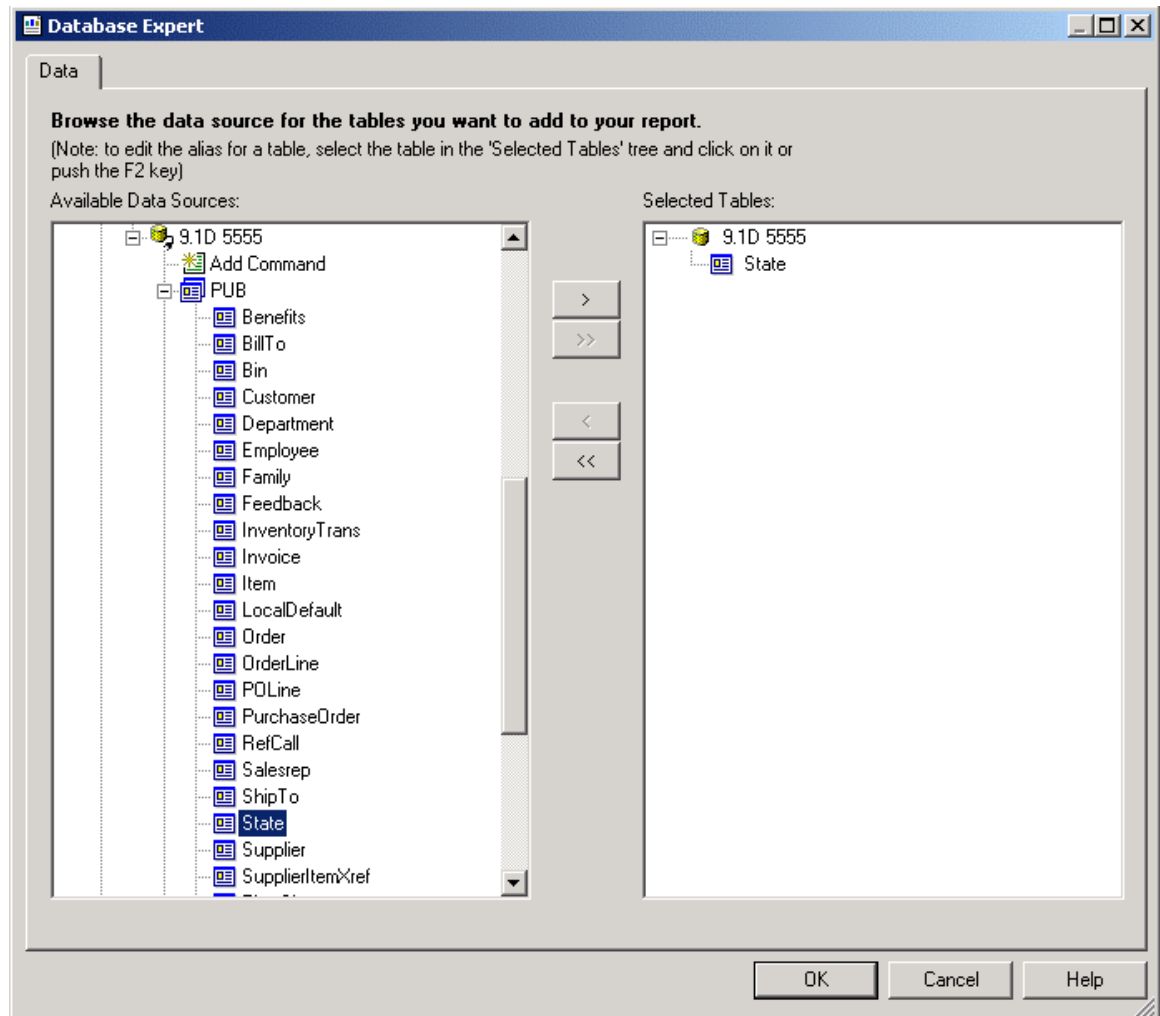 Database Expert
Data
Browse the data source for the tables you want to add to your report.
(Note: to edit the alias for a table, select the table in the 'Selected Tables' tree and click on it or
push the F2 key)
Available Data Sources:
9.1D 5555
Add Command
PUB
Benefits
BillTo
Bin
Customer
Department
Employee
Family
Feedback
InventoryTrans
Invoice
Item
LocalDefault
Order
OrderLine
POLine
PurchaseOrder
RefCall
Salesrep
ShipTo
State
Supplier
SupplierItemXref
>
>>
<
<<
Selected Tables:
9.1D 5555
State
OK
Cancel
Help